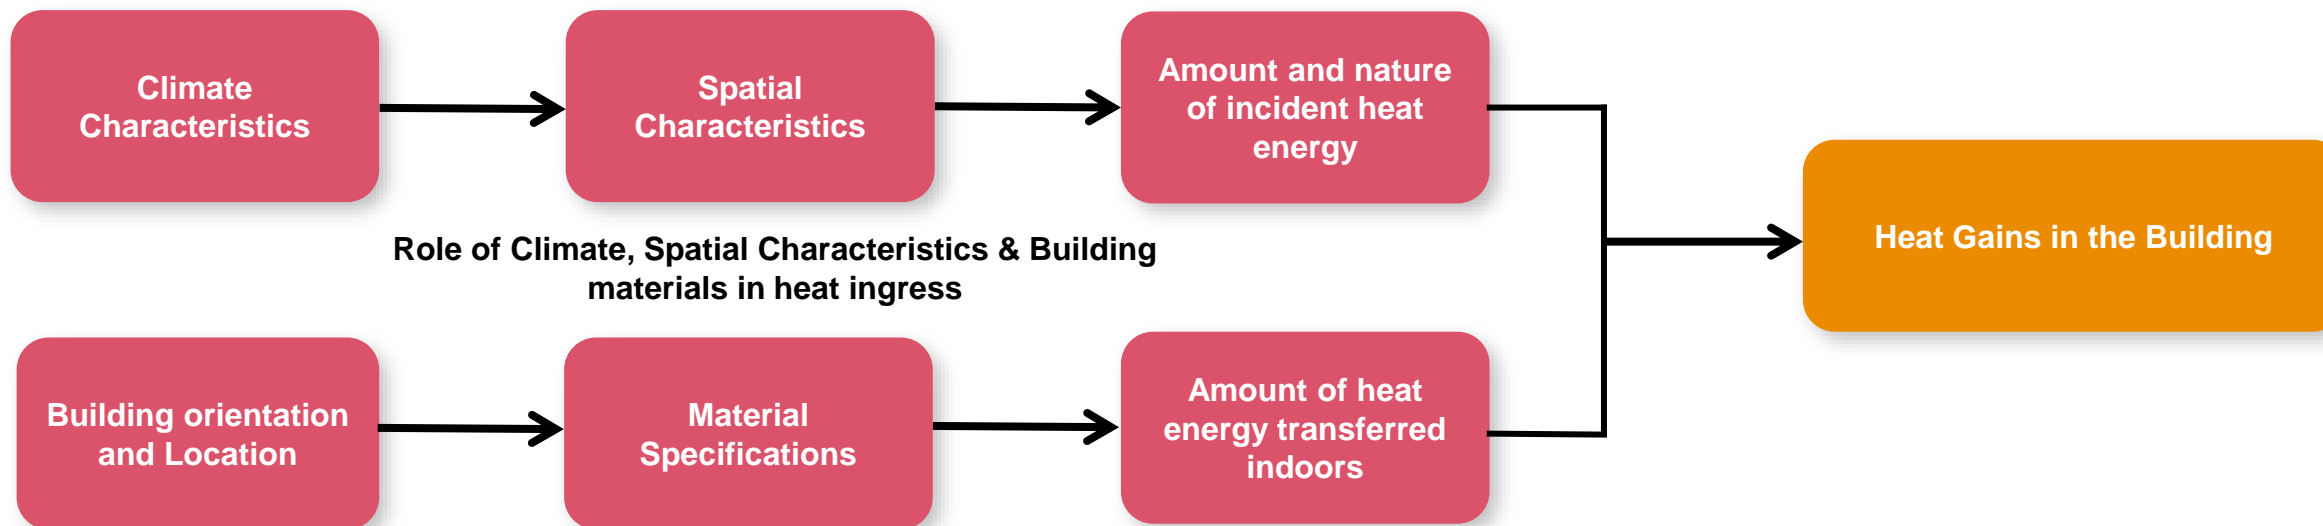 Climate
Characteristics
Spatial
Characteristics
Amount and nature
of incident heat
energy
Heat Gains in the Building
Role of Climate, Spatial Characteristics & Building
materials in heat ingress
Building orientation
and Location
Material
Specifications
Amount of heat
energy transferred
indoors